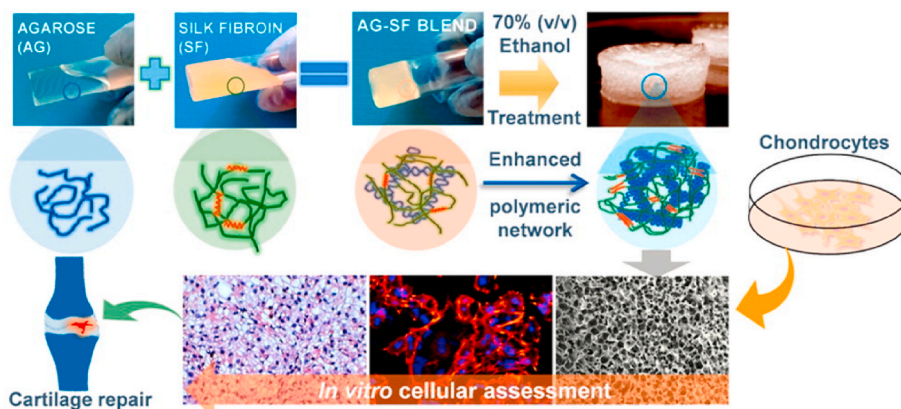 AGAROSE
(AG)
SILK FIBROIN
(SF)
AG-SF BLEND
70% (v/v)
Ethanol
Treatment
Enhanced
polymeric
network
Chondrocytes
Cartilage repair
In vitro cellular assessment